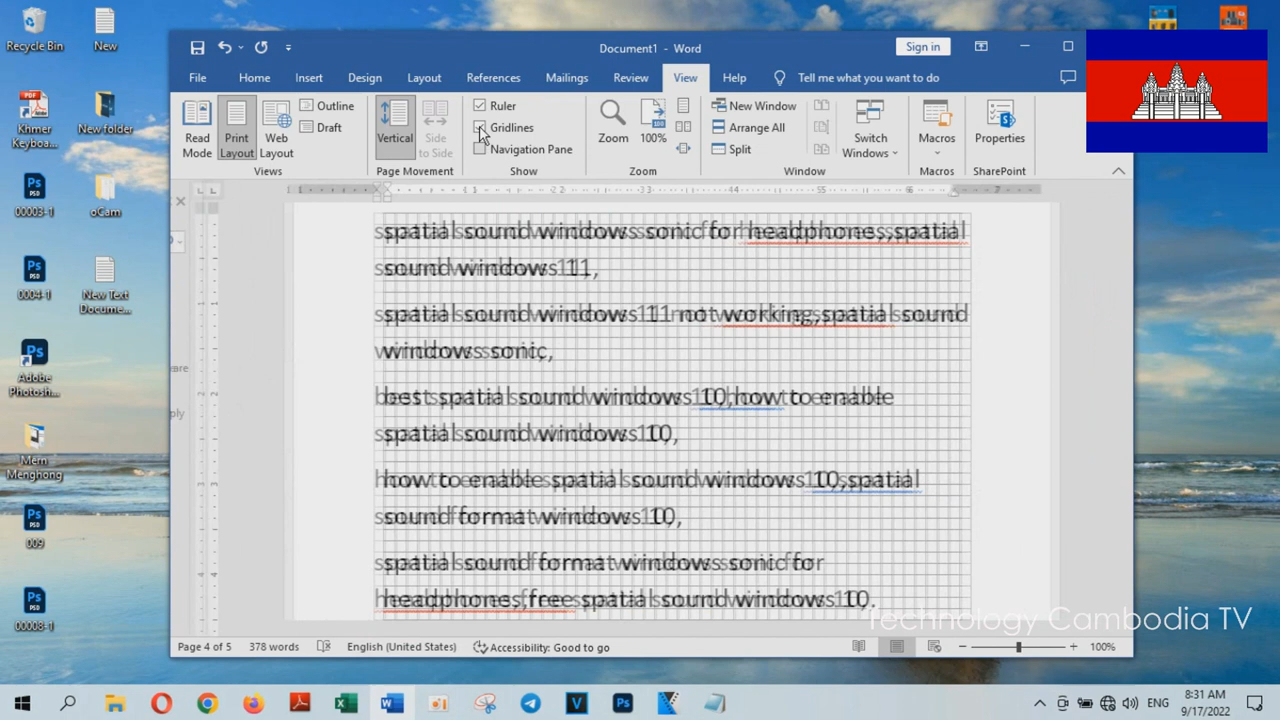 Recycle Bin
New
Document1 - Word
Sign in
File
Home
Insert
Design
Layout
References
Mailings
Review
View
Help
Tell me what you want to do
Khmer
Keyboa...
New folder
Read
Mode
Print
Layout
Web
Layout
Outline
Draft
Views
Vertical
Side
to Side
Page Movement
Ruler
Gridlines
Navigation Pane
Show
Zoom
100%
Zoom
New Window
Arrange All
Split
Switch
Windows
Window
Macros
Macros
Properties
SharePoint
00003-1
oCam
spatial sound windows sonic for headphones,,spatial
sound windows 11,
spatial sound windows 11 not working,spatial sound
windows sonic,
best spatial sound windows 10,how to enable
spatial sound windows 10,
how to enable spatial sound windows 10,spatial
sound format windows 10,
spatial sound format windows sonic for
headphones,free spatial sound windows 10.
0004-1
New Text
Docume...
Adobe
Photosh...
Mern
Menghong
009
00008-1
Technology Cambodia TV
Page 4 of 5
378 words
English (United States)
Accessibility: Good to go
100%
ENG
8:31 AM
9/17/2022